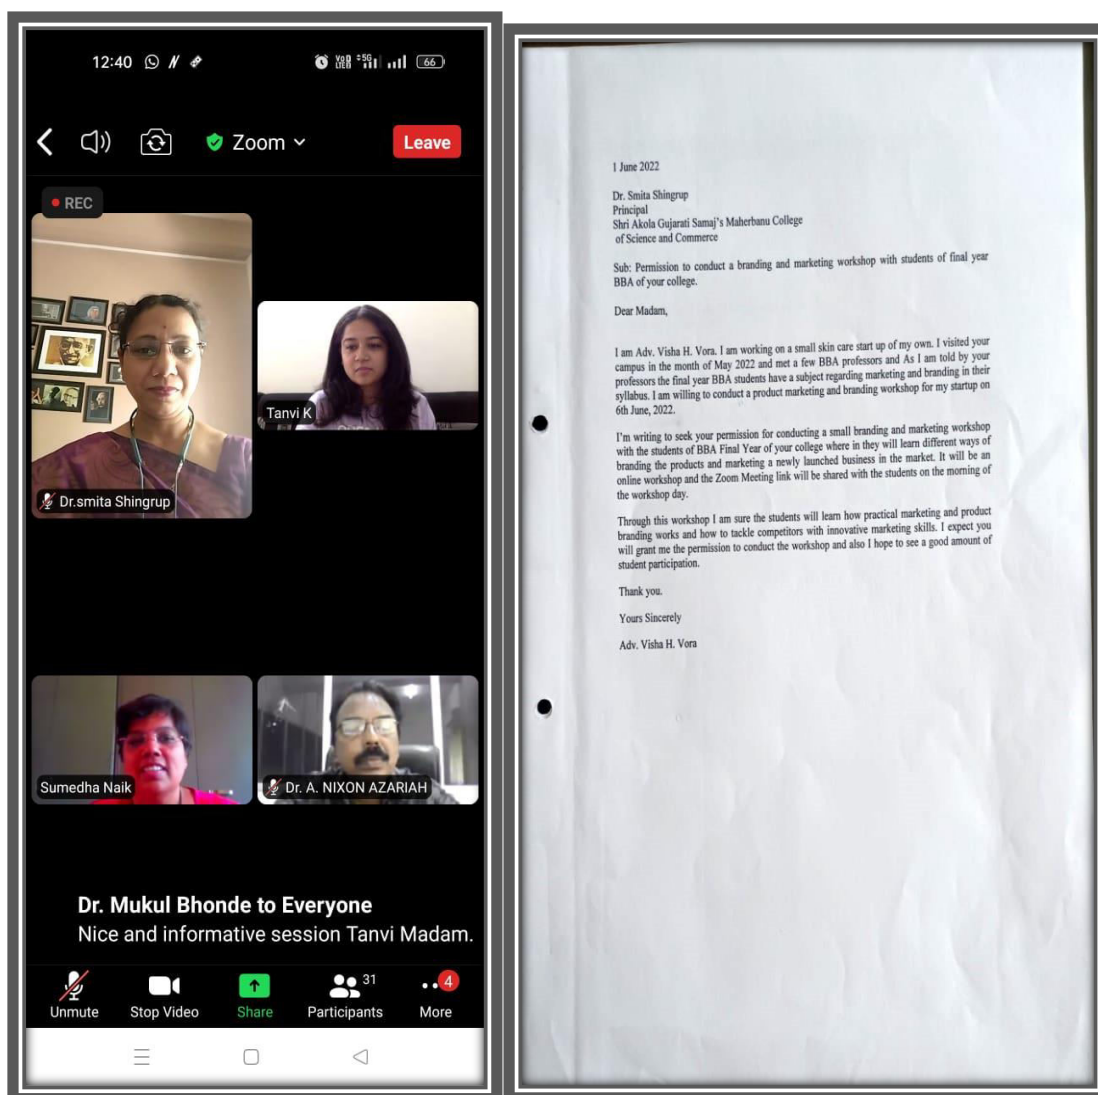 12:40
VoD LTE
5G
66
Zoom
Leave
REC
Dr.smita Shingrup
Tanvi K
Sumedha Naik
Dr. A. NIXON AZARIAH
Dr. Mukul Bhonde to Everyone
Nice and informative session Tanvi Madam.
31
4
Unmute
Stop Video
Share
Participants
More
1 June 2022
Dr. Smita Shingrup
Principal
Shri Akola Gujarati Samaj's Maherbanu College
of Science and Commerce
Sub: Permission to conduct a branding and marketing workshop with students of final year
BBA of your college.
Dear Madam,
I am Adv. Visha H. Vora. I am working on a small skin care start up of my own. I visited your
campus in the month of May 2022 and met a few BBA professors and As I am told by your
professors the final year BBA students have a subject regarding marketing and branding in their
syllabus. I am willing to conduct a product marketing and branding workshop for my startup on
6th June, 2022.
I'm writing to seek your permission for conducting a small branding and marketing workshop
with the students of BBA Final Year of your college where in they will learn different ways of
branding the products and marketing a newly launched business in the market. It will be an
online workshop and the Zoom Meeting link will be shared with the students on the morning of
the workshop day.
Through this workshop I am sure the students will learn how practical marketing and product
branding works and how to tackle competitors with innovative marketing skills. I expect you
will grant me the permission to conduct the workshop and also I hope to see a good amount of
student participation.
Thank you.
Yours Sincerely
Adv. Visha H. Vora